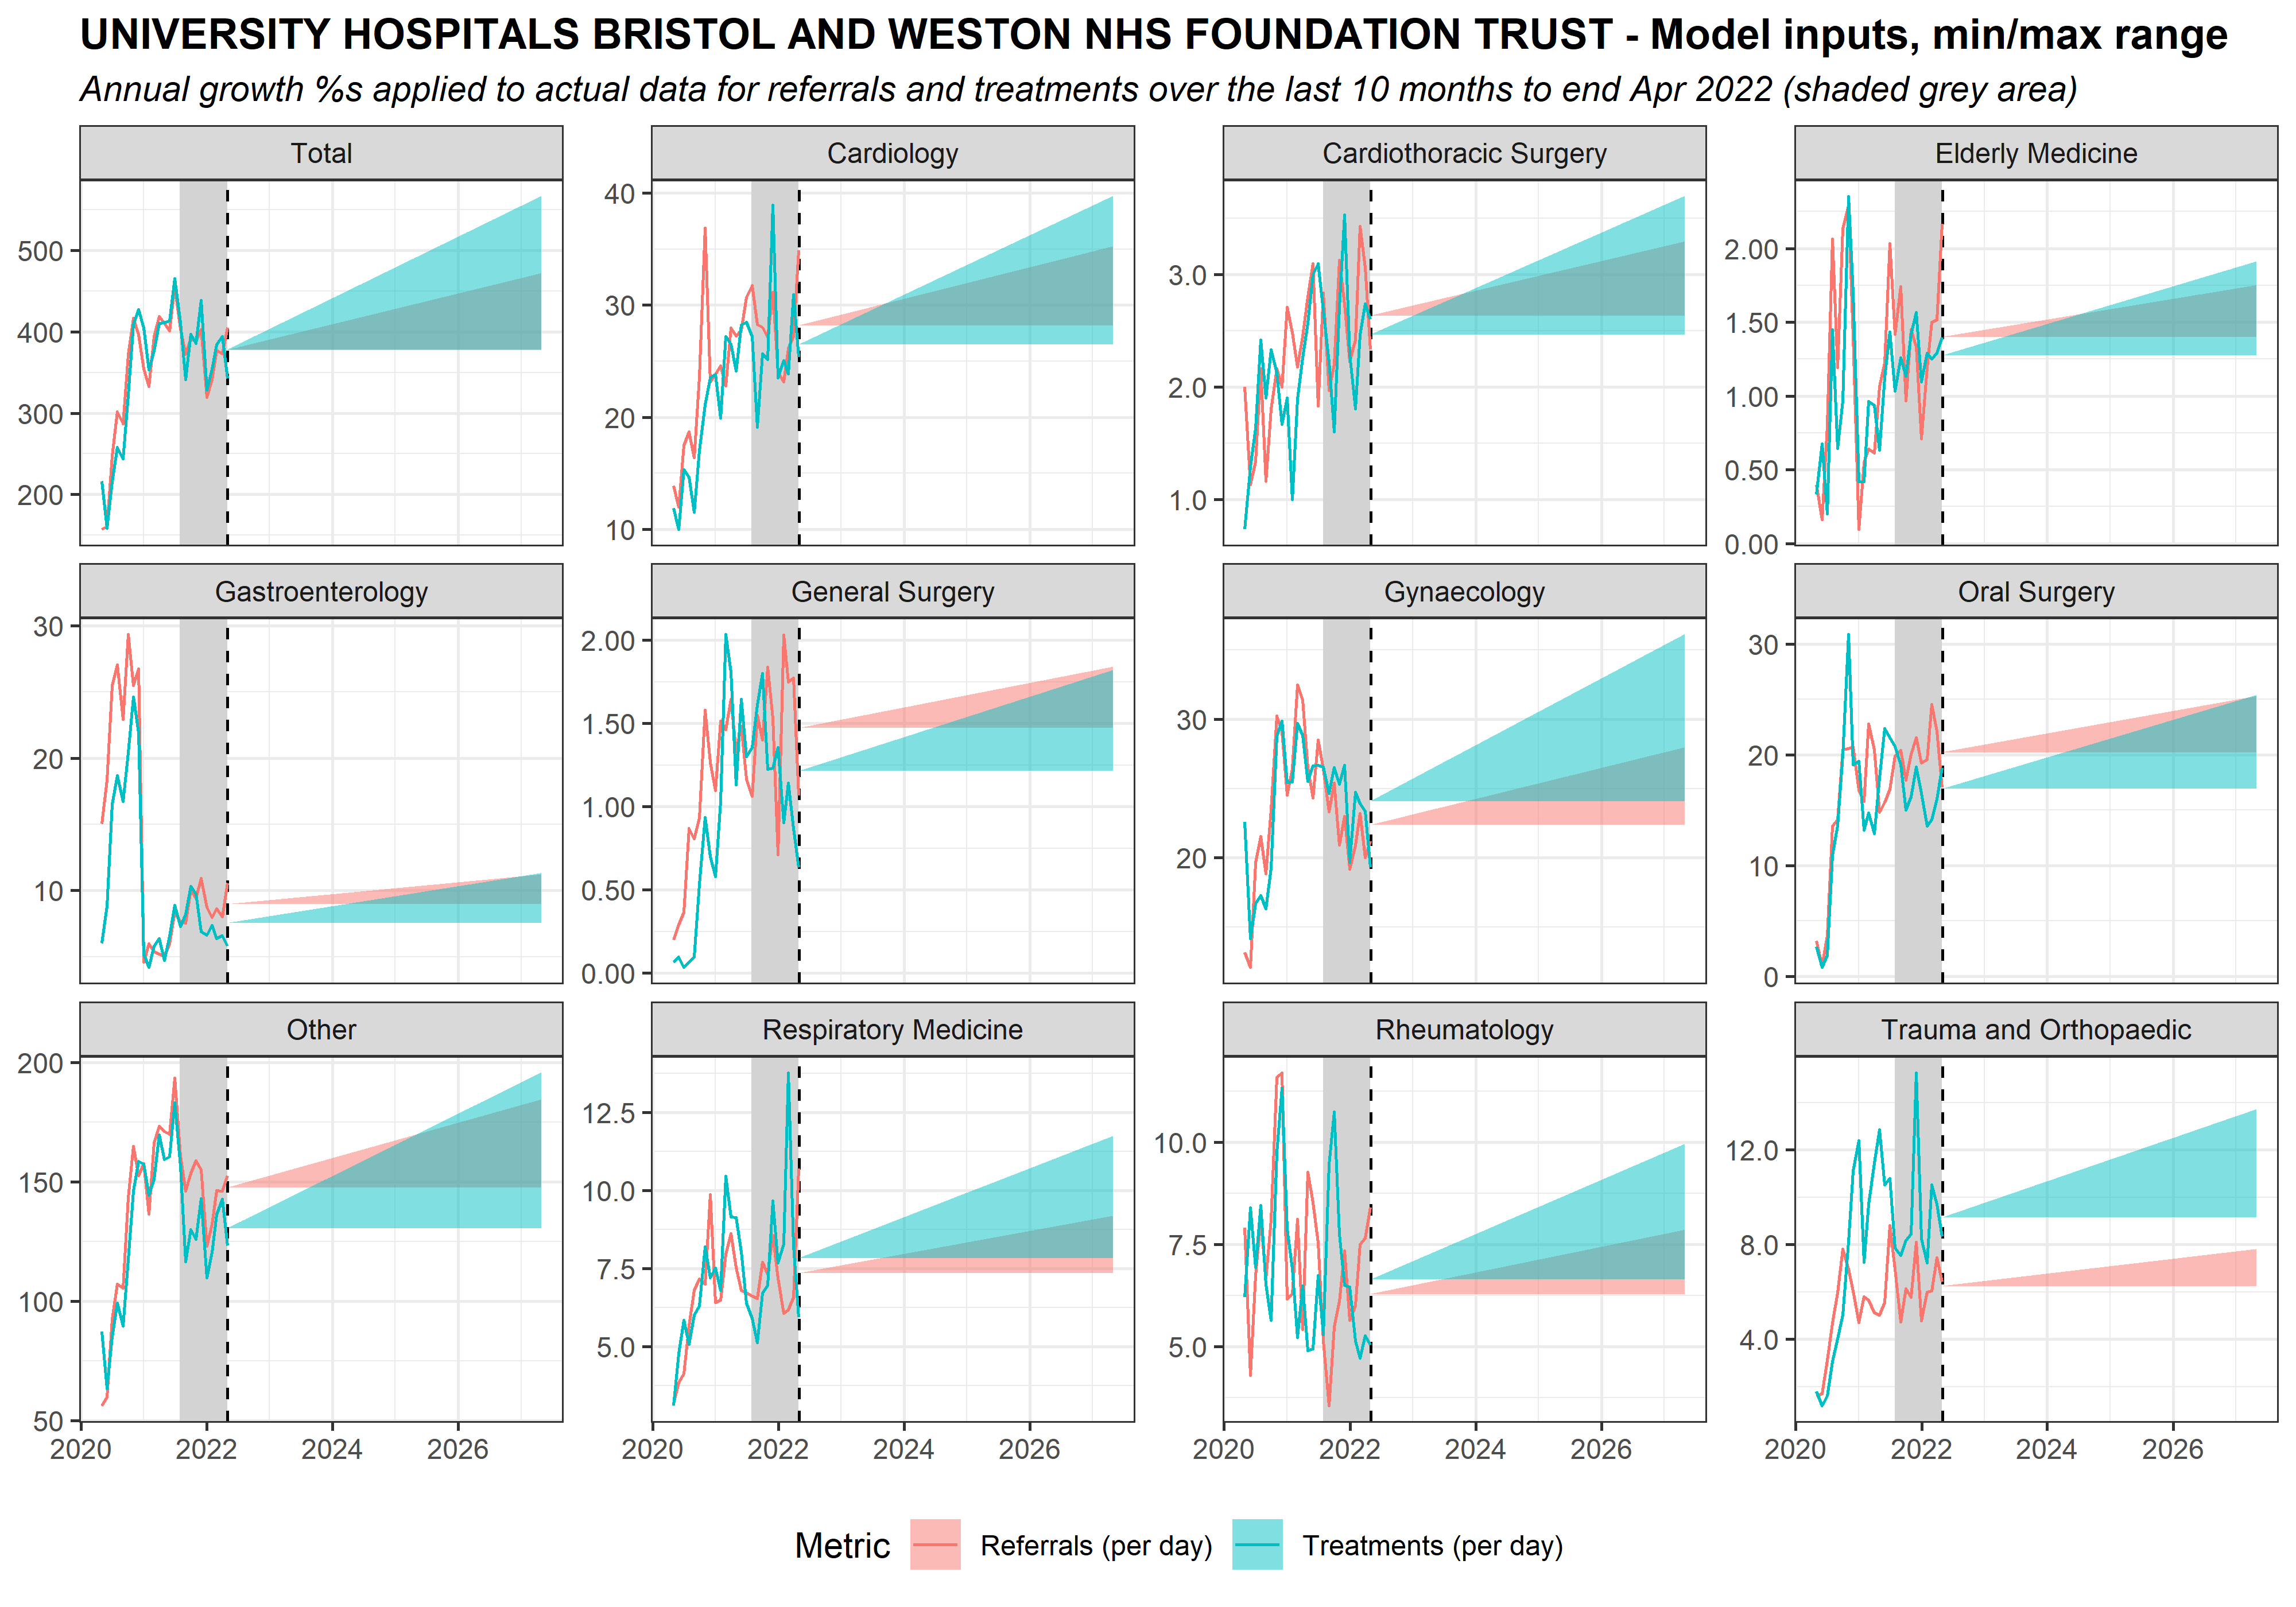 UNIVERSITY HOSPITALS BRISTOL AND WESTON NHS FOUNDATION TRUST - Model inputs, min/max range
Annual growth %s applied to actual data for referrals and treatments over the last 10 months to end Apr 2022 (shaded grey area)
Total
Cardiology
Cardiothoracic Surgery
Elderly Medicine
500
400
300
200
40
30
20
10
3.0
2.0
1.0
2.00
1.50
1.00
0.50
0.00
Gastroenterology
General Surgery
Gynaecology
Oral Surgery
30
20
10
2.00
1.50
1.00
0.50
0.00
30
20
30
20
10
0
Other
Respiratory Medicine
Rheumatology
Trauma and Orthopaedic
200
150
100
50
12.5
10.0
7.5
5.0
10.0
7.5
5.0
12.0
8.0
4.0
2020 2022 2024 2026
2020 2022 2024 2026
2020 2022 2024 2026
2020 2022 2024 2026
Metric Referrals (per day) Treatments (per day)